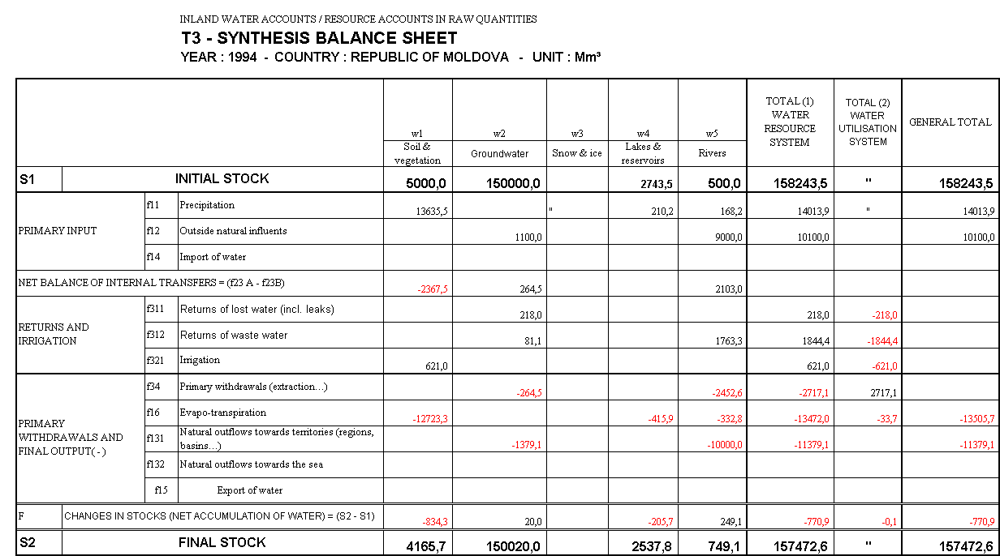 INLAND WATER ACCOUNTS / RESOURCE ACCOUNTS IN RAW QUANTITIES
T3 - SYNTHESIS BALANCE SHEET
YEAR : 1994 - COUNTRY : REPUBLIC OF MOLDOVA - UNIT : Mm³
w1 w2 w3 w4 w5 TOTAL (1) WATER RESOURCE SYSTEM TOTAL (2) WATER UTILISATION SYSTEM GENERAL TOTAL
Soil & vegetation Groundwater Snow & ice Lakes & reservoirs Rivers
S1 INITIAL STOCK 5000,0 150000,0 2743,5 500,0 158243,5 " 158243,5
PRIMARY INPUT
f11 Precipitation 13635,5 " 210,2 168,2 14013,9 " 14013,9
f12 Outside natural influents 1100,0 9000,0 10100,0 10100,0
f14 Import of water
NET BALANCE OF INTERNAL TRANSFERS = (f23 A - f23B) -2367,5 264,5 2103,0
RETURNS AND IRRIGATION
f311 Returns of lost water (incl. leaks) 218,0 218,0 -218,0
f312 Returns of waste water 81,1 1763,3 1844,4 -1844,4
f321 Irrigation 621,0 621,0 -621,0
PRIMARY WITHDRAWALS AND FINAL OUTPUT( - )
f34 Primary withdrawals (extraction…) -264,5 -2452,6 -2717,1 2717,1
f16 Evapo-transpiration -12723,3 -415,9 -332,8 -13472,0 -33,7 -13505,7
f131 Natural outflows towards territories (regions, basins…) -1379,1 -10000,0 -11379,1 -11379,1
f132 Natural outflows towards the sea
f15 Export of water
F CHANGES IN STOCKS (NET ACCUMULATION OF WATER) = (S2 - S1) -834,3 20,0 -205,7 249,1 -770,9 -0,1 -770,9
S2 FINAL STOCK 4165,7 150020,0 2537,8 749,1 157472,6 " 157472,6